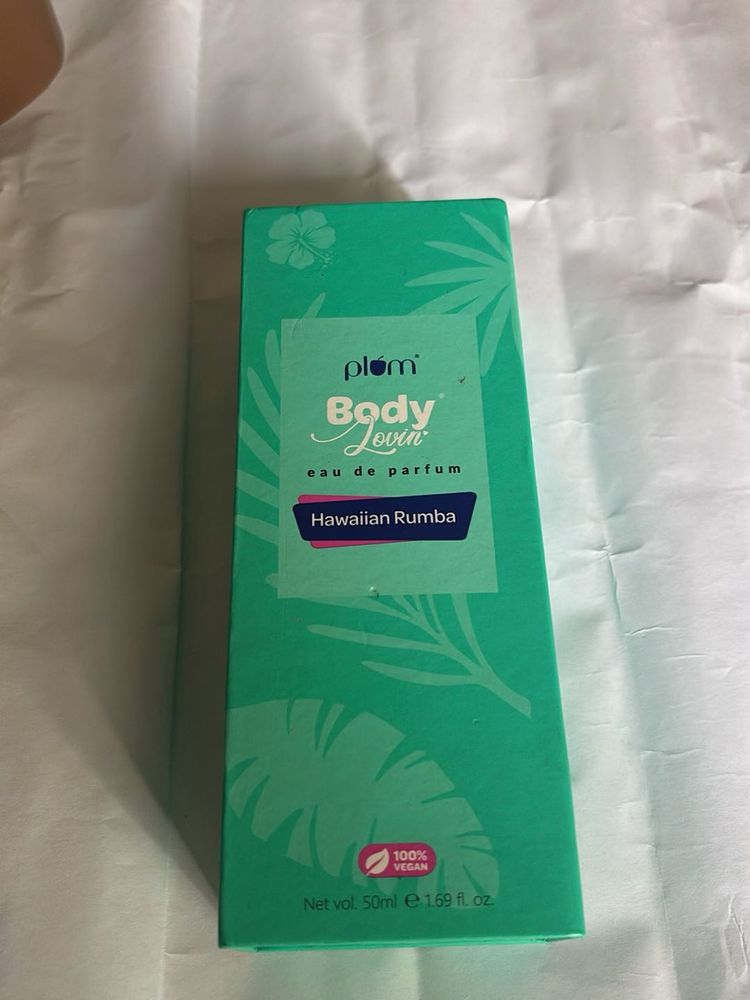 plum®
Body®
Lovin'
eau de parfum
Hawaiian Rumba
100%
VEGAN
Net vol. 50ml ℮ 1.69 fl. oz.